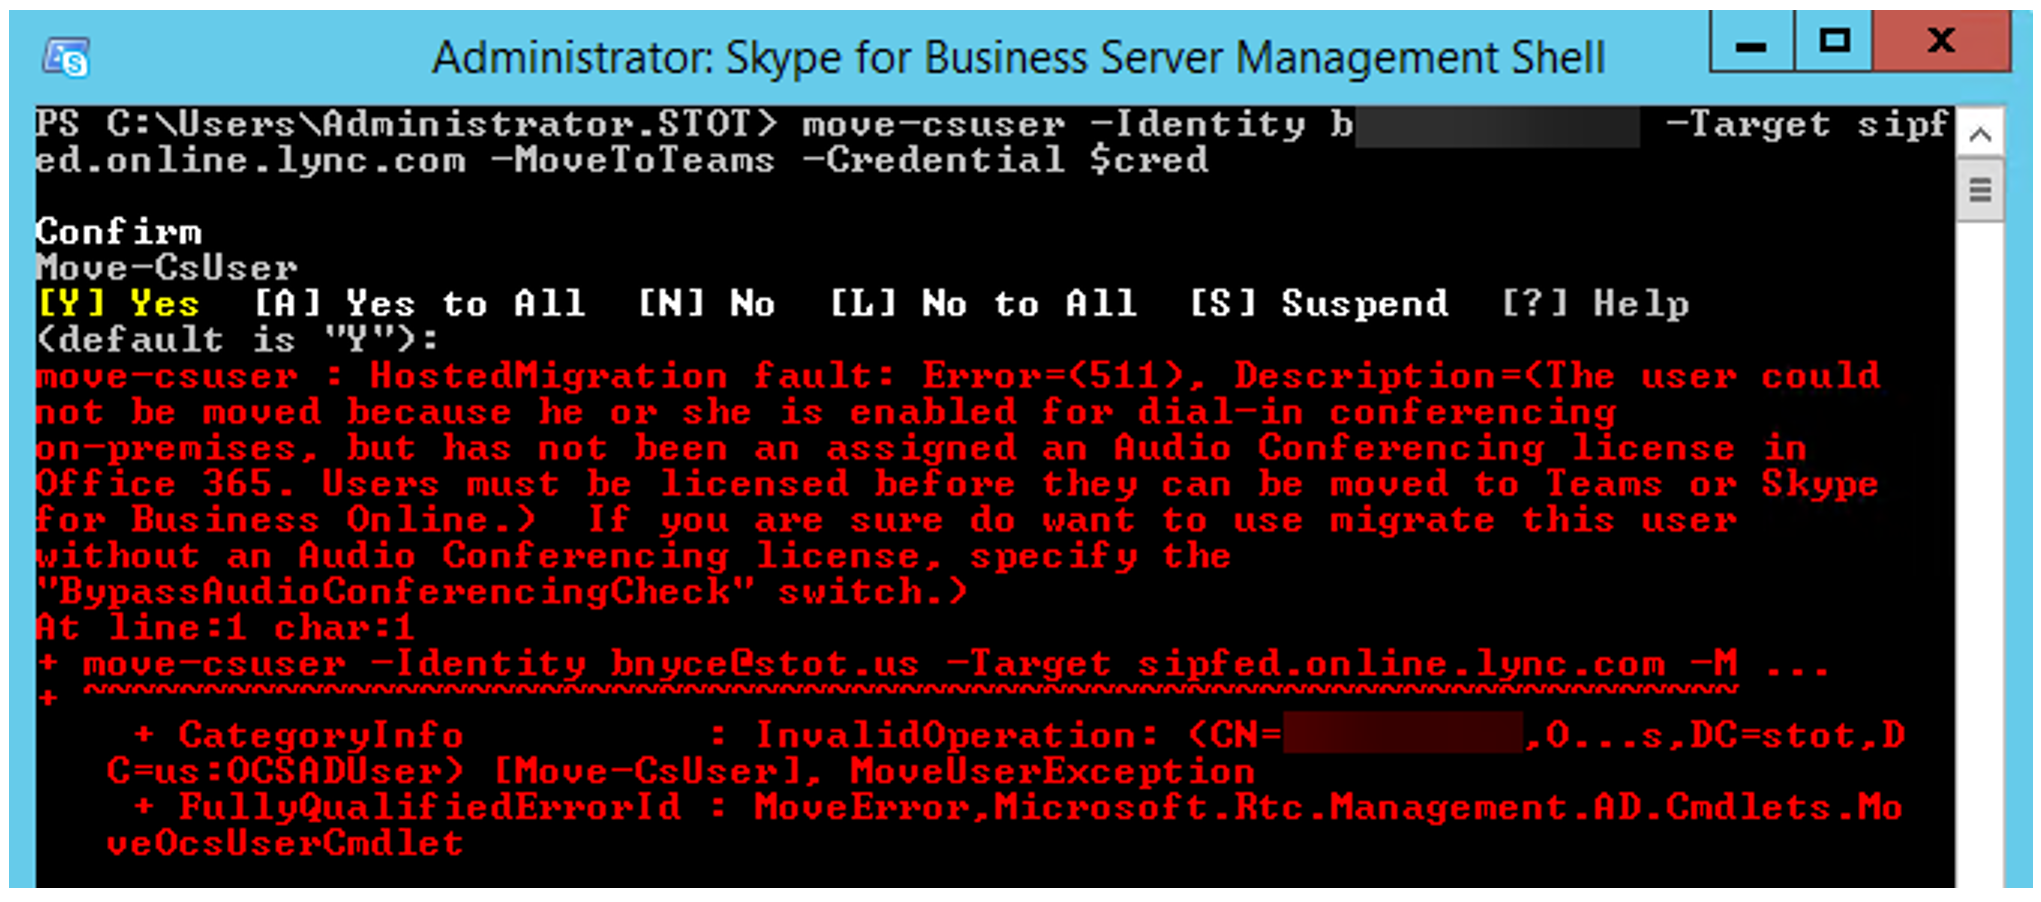 Administrator: Skype for Business Server Management Shell
PS C:\Users\Administrator.STOT> move-csuser -Identity b -Target sipf
ed.online.lync.com -MoveToTeams -Credential $cred
Confirm
Move-CsUser
[Y] Yes  [A] Yes to All  [N] No  [L] No to All  [S] Suspend  [?] Help
(default is "Y"):
move-csuser : HostedMigration fault: Error=(511), Description=(The user could
not be moved because he or she is enabled for dial-in conferencing
on-premises, but has not been an assigned an Audio Conferencing license in
Office 365. Users must be licensed before they can be moved to Teams or Skype
for Business Online.)  If you are sure do want to use migrate this user
without an Audio Conferencing license, specify the
"BypassAudioConferencingCheck" switch.)
At line:1 char:1
+ move-csuser -Identity bnyce@stot.us -Target sipfed.online.lync.com -M ...
+ ~~~~~~~~~~~~~~~~~~~~~~~~~~~~~~~~~~~~~~~~~~~~~~~~~~~~~~~~~~~~~~~~~~~~~
+ CategoryInfo          : InvalidOperation: (CN= ,O...s,DC=stot,D
C=us:OCSADUser) [Move-CsUser], MoveUserException
+ FullyQualifiedErrorId : MoveError,Microsoft.Rtc.Management.AD.Cmdlets.Mo
veOcsUserCmdlet